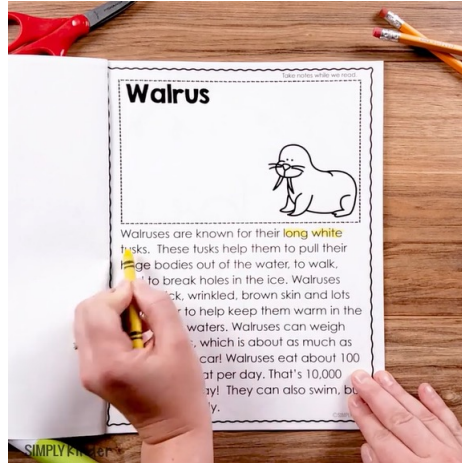 Take notes while we read
Walrus
Walruses are known for their long white
tusks. These tusks help them to pull their
huge bodies out of the water, to walk,
to break holes in the ice. Walruses
wrinkled, brown skin and lots
to help keep them warm in the
waters. Walruses can weigh
which is about as much as
car! Walruses eat about 100
per day. That's 10,000
They can also swim,
SIMPLY Kinder